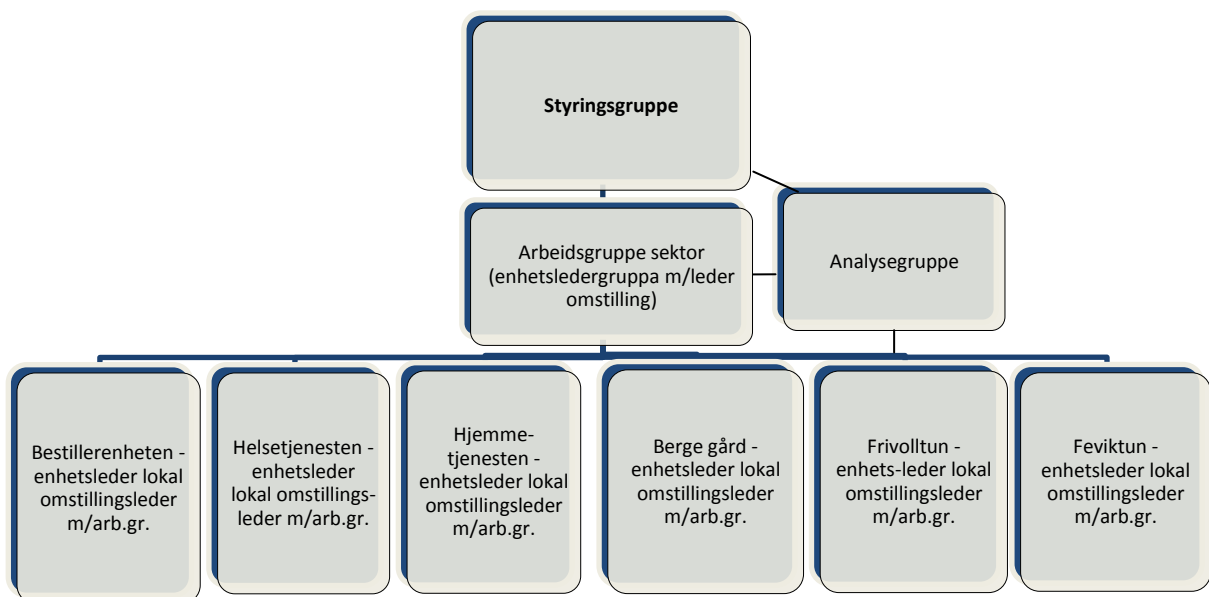 Styringsgruppe
Arbeidsgruppe sektor
(enhetsledergruppa m/leder
omstilling)
Analysegruppe
Bestillerenheten -
enhetsleder lokal
omstillingsleder
m/arb.gr.
Helsetjenesten -
enhetsleder
lokal omstillings-
leder m/arb.gr.
Hjemme-
tjenesten -
enhetsleder lokal
omstillingsleder
m/arb.gr.
Berge gård -
enhetsleder lokal
omstillingsleder
m/arb.gr.
Frivolltun -
enhets-leder lokal
omstillingsleder
m/arb.gr.
Feviktun -
enhetsleder lokal
omstillingsleder
m/arb.gr.